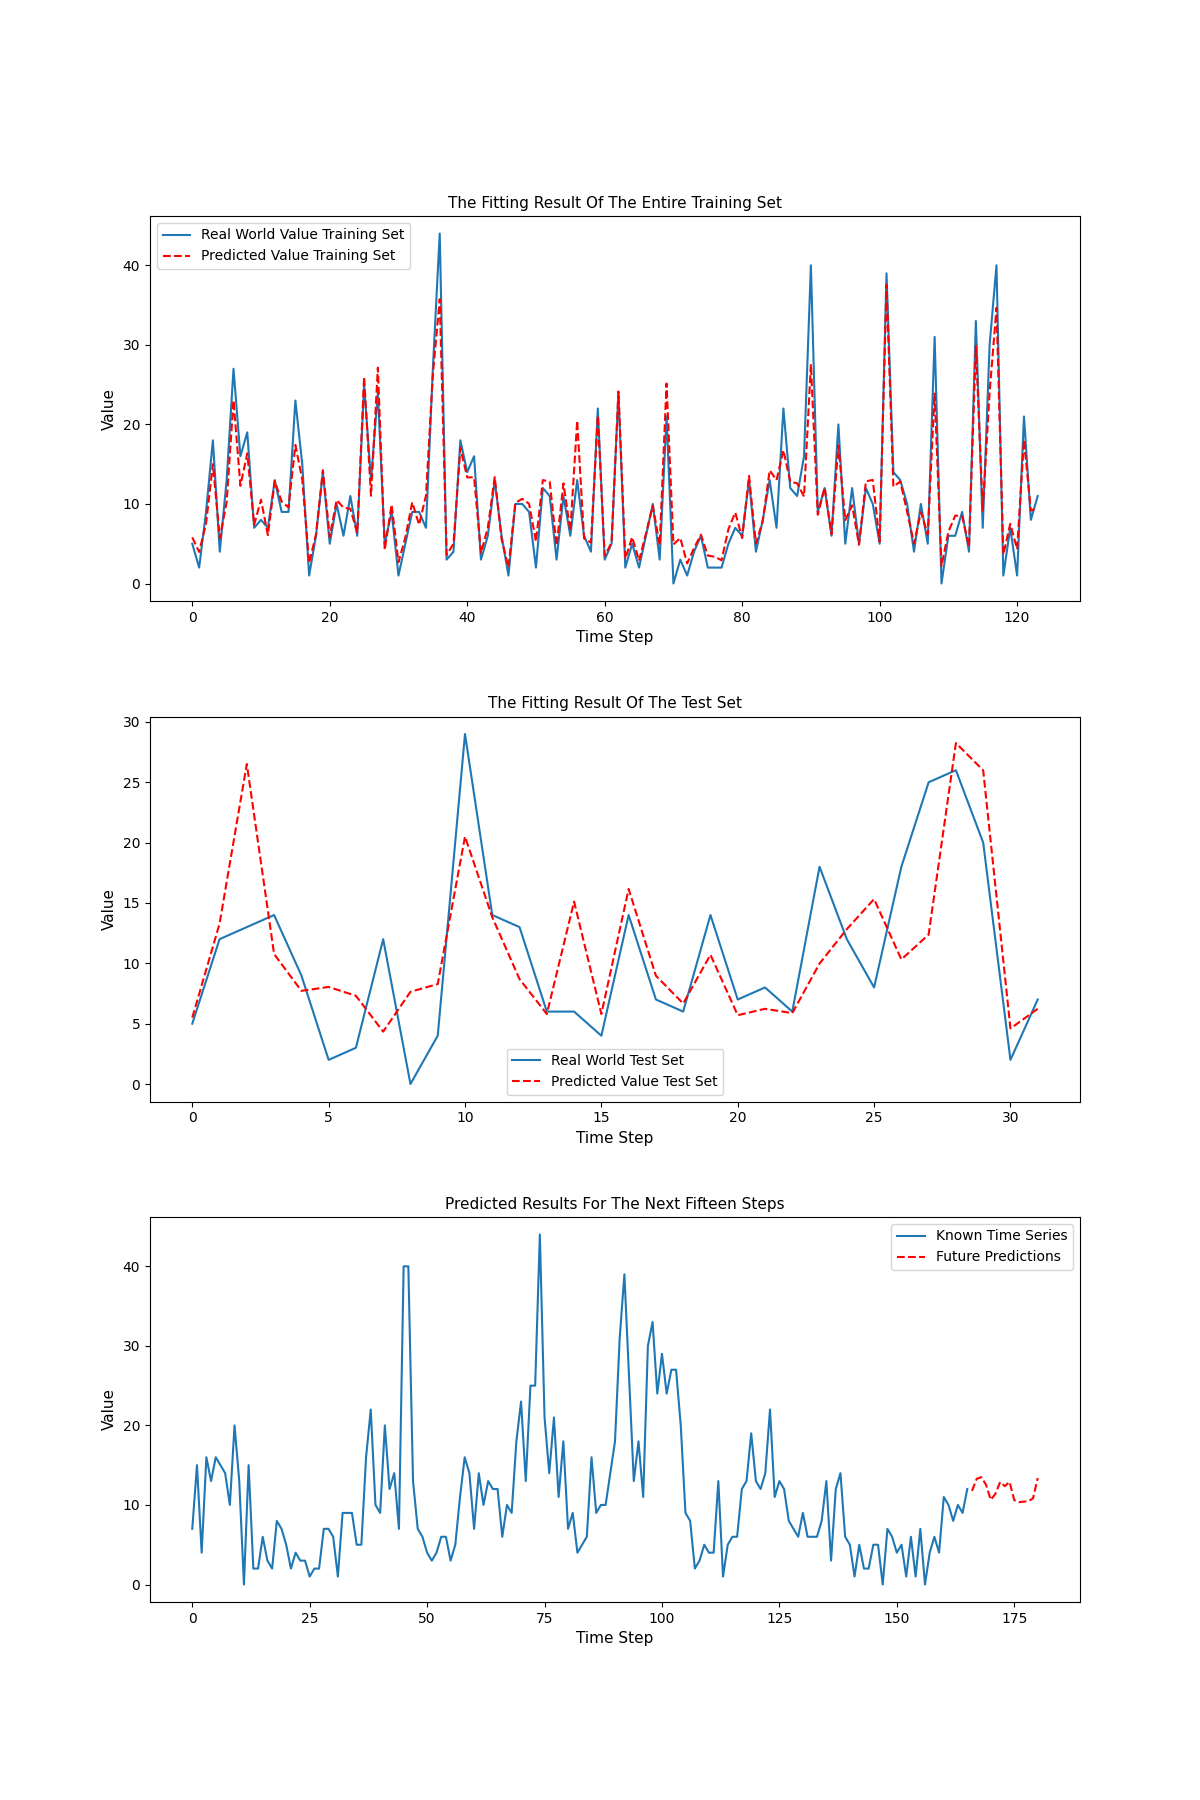 The Fitting Result Of The Entire Training Set
Real World Value Training Set
Predicted Value Training Set
Value
40
30
20
10
0
0 20 40 60 80 100 120
Time Step
The Fitting Result Of The Test Set
Value
30
25
20
15
10
5
0
Real World Test Set
Predicted Value Test Set
0 5 10 15 20 25 30
Time Step
Predicted Results For The Next Fifteen Steps
Known Time Series
Future Predictions
Value
40
30
20
10
0
0 25 50 75 100 125 150 175
Time Step